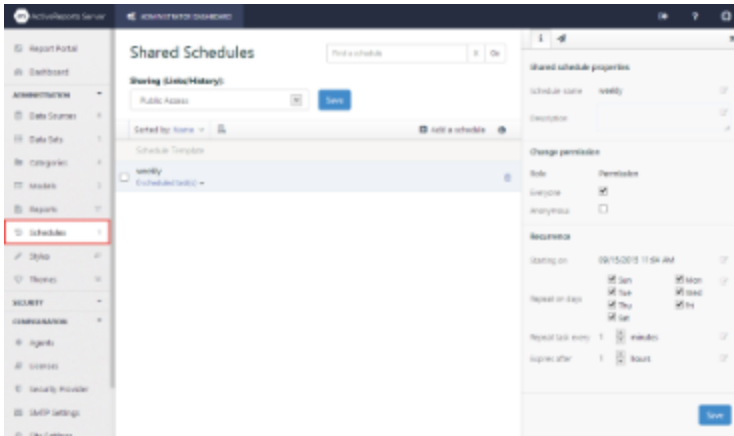 ActiveReports Server
ADMINISTRATOR DASHBOARD
?
Report Portal
Dashboard
ADMINISTRATION
Data Sources
Data Sets
Categories
Models
Reports
Schedules
Styles
Themes
SECURITY
CONFIGURATION
Agents
Licenses
Security Provider
SMTP Settings
Site Settings
Shared Schedules
Find a schedule
Go
Sharing (Links/History):
Public Access
Save
Sorted by: Name
Add a schedule
Schedule Template
weekly
0 scheduled task(s)
Shared schedule properties
Schedule name weekly
Description
Change permission
Role Permission
Everyone
Anonymous
Recurrence
Starting on 09/15/2015 11:54 AM
Repeat on days
Sun Mon
Tue Wed
Thu Fri
Sat
Repeat task every 1 minutes
Expires after 1 hours
Save